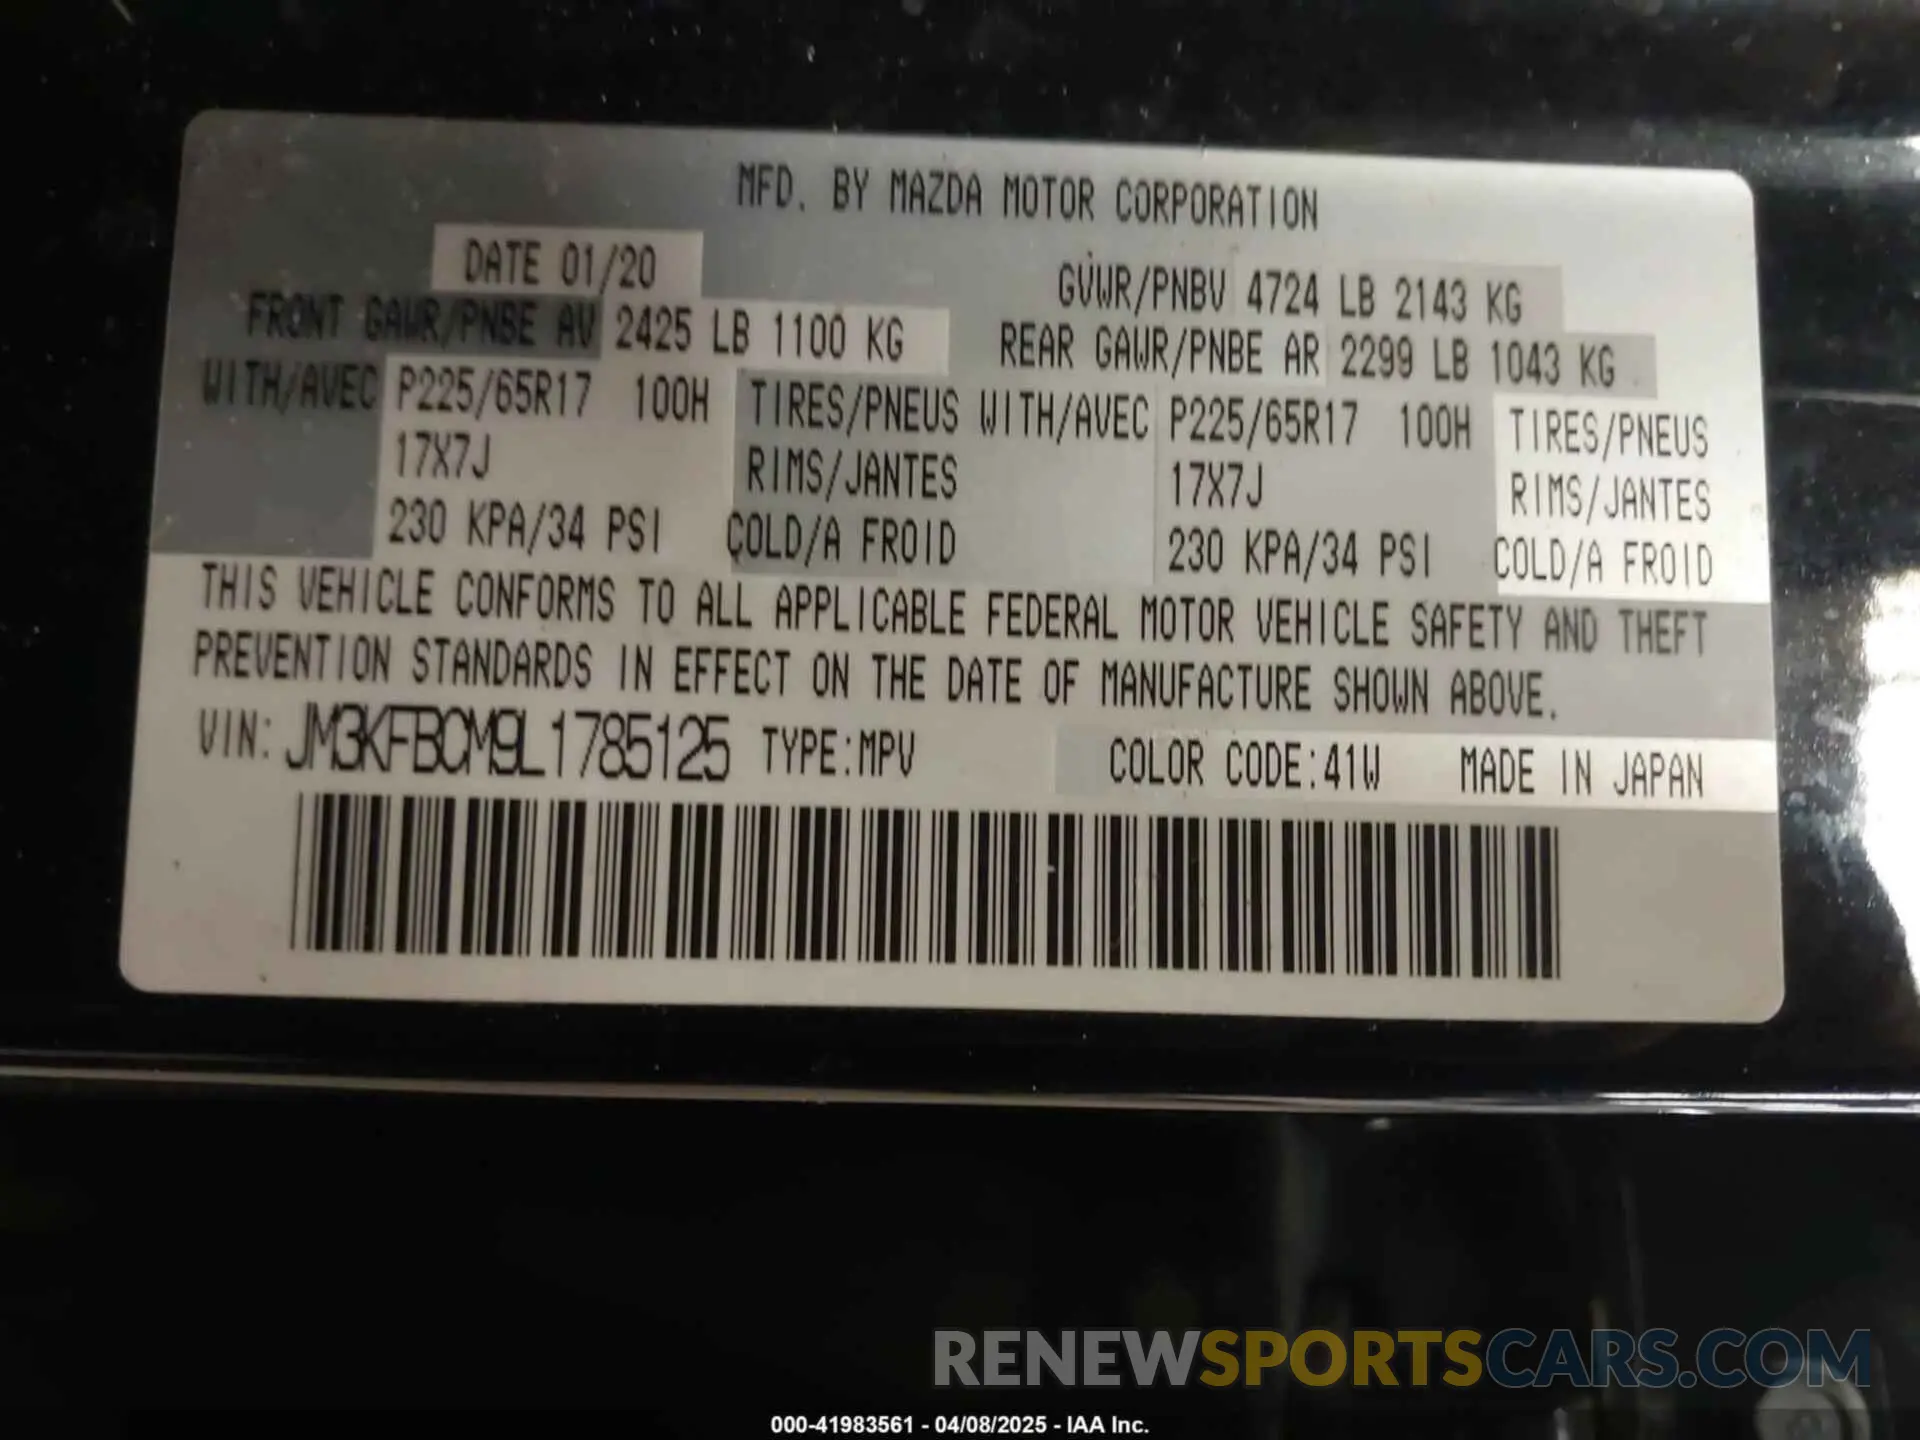 MFD. BY MAZDA MOTOR CORPORATION
DATE 01/20 GVWR/PNBV 4724 LB 2143 KG
FRONT GAWR/PNBE AV 2425 LB 1100 KG REAR GAWR/PNBE AR 2299 LB 1043 KG
WITH/AVEC P225/65R17 100H TIRES/PNEUS WITH/AVEC P225/65R17 100H TIRES/PNEUS
17X7J RIMS/JANTES 17X7J RIMS/JANTES
230 KPA/34 PSI COLD/A FROID 230 KPA/34 PSI COLD/A FROID
THIS VEHICLE CONFORMS TO ALL APPLICABLE FEDERAL MOTOR VEHICLE SAFETY AND THEFT
PREVENTION STANDARDS IN EFFECT ON THE DATE OF MANUFACTURE SHOWN ABOVE.
VIN: JM3KFBCM9L1785125 TYPE:MPV COLOR CODE:41W MADE IN JAPAN
RENEWSPORTSCARS.COM
000-41983561 - 04/08/2025 - IAA Inc.